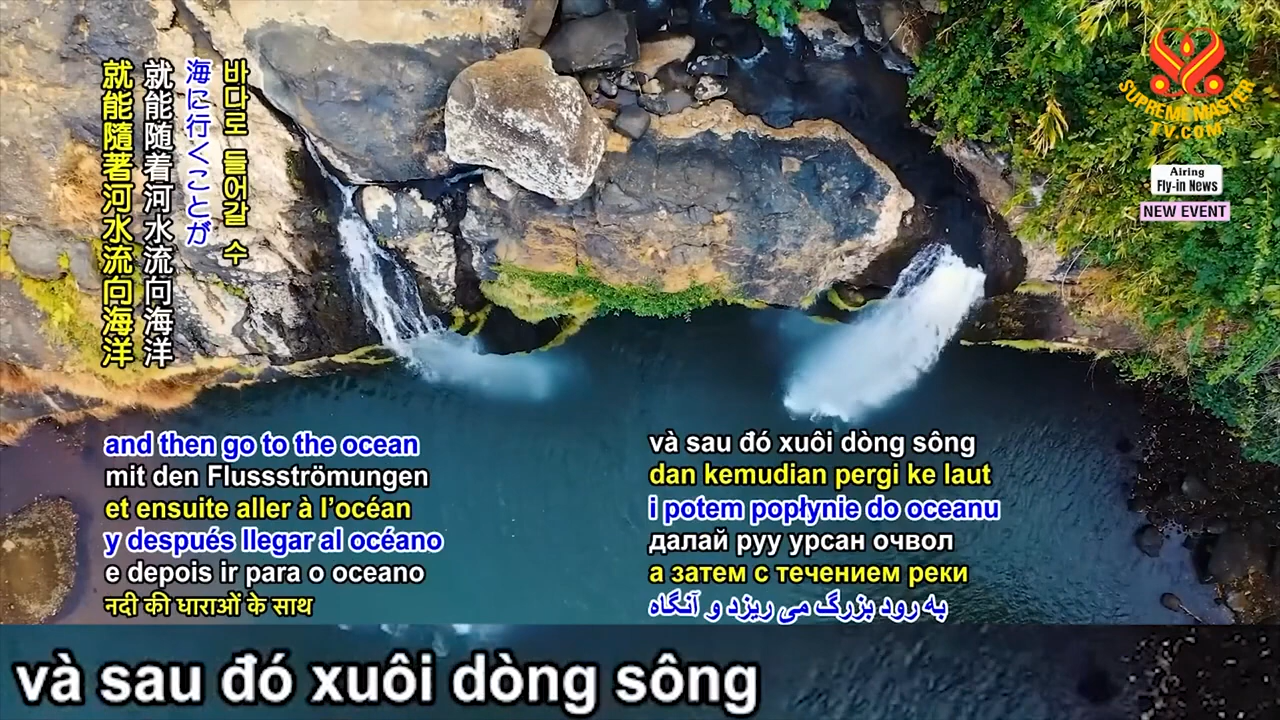 바다로 들어갈 수
海に行くことが
就能随着河水流向海洋
就能隨著河水流向海洋
SUPREME MASTER
TV.COM
Airing
Fly-in News
NEW EVENT
and then go to the ocean
mit den Flussströmungen
et ensuite aller à l’océan
y después llegar al océano
e depois ir para o oceano
नदी की धाराओं के साथ
và sau đó xuôi dòng sông
dan kemudian pergi ke laut
i potem popłynie do oceanu
далай руу урсан очвол
а затем с течением реки
به رود بزرگ می ریزد و آنگاه
và sau đó xuôi dòng sông